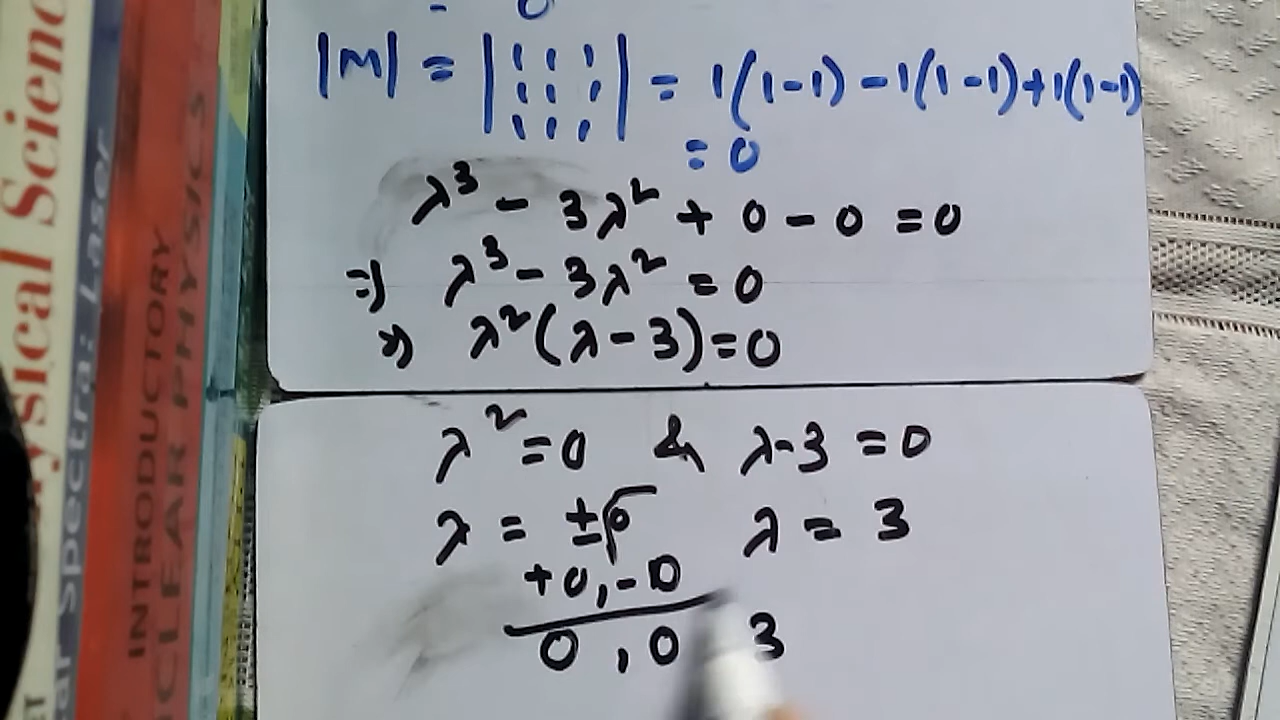 = 0
|M| = |1 1 1
1 1 1
1 1 1| = 1(1-1) - 1(1-1) + 1(1-1)
= 0
λ³ - 3λ² + 0 - 0 = 0
⇒ λ³ - 3λ² = 0
⇒ λ²(λ - 3) = 0
λ² = 0 & λ - 3 = 0
λ = ±√0 λ = 3
+0, -0
0, 0 3
INTRODUCTORY
CLEAR PHYSICS
Spectra: Laser